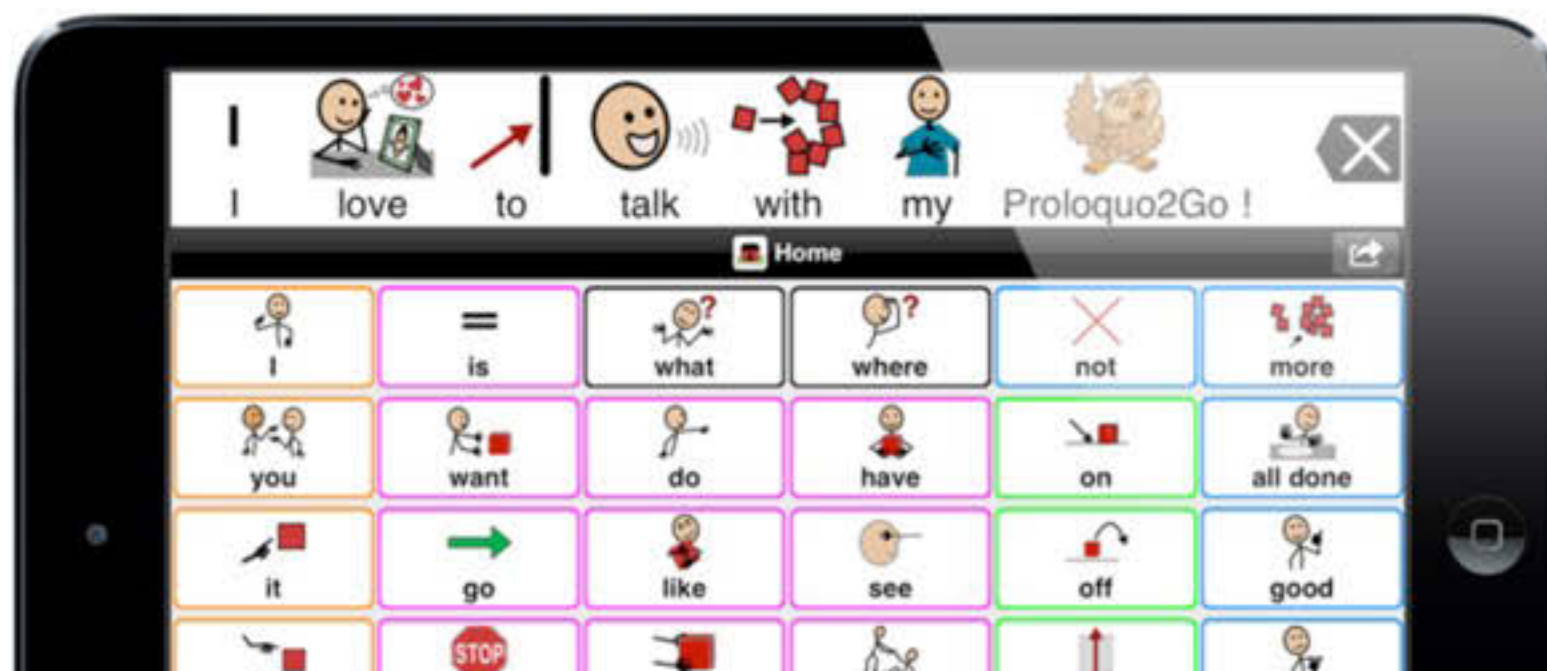 I
I love to talk with my Proloquo2Go !
Home
I is what where not more
you want do have on all done
it go like see off good
STOP